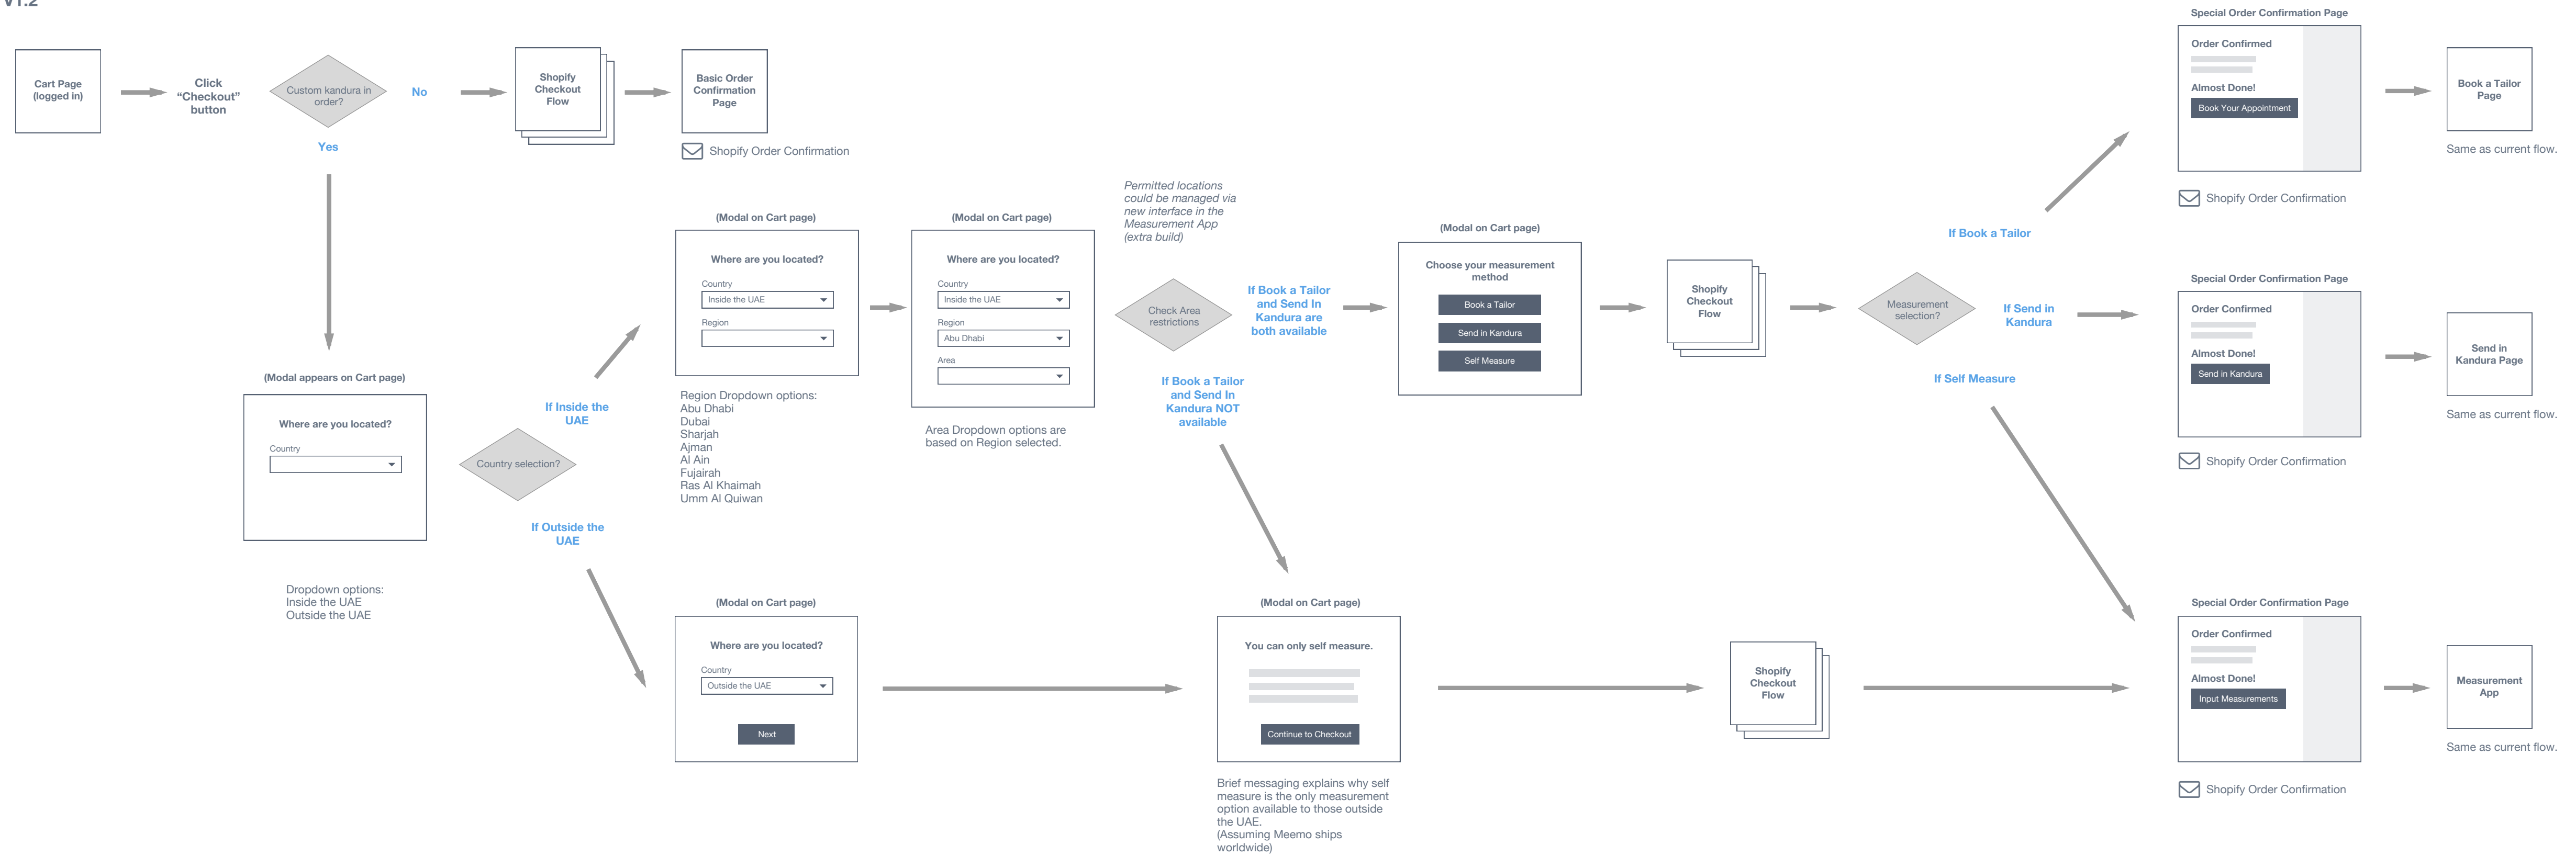 V1.2
Cart Page
(logged in)
Click
“Checkout”
button
Custom kandura in
order?
No
Yes
Shopify
Checkout
Flow
Basic Order
Confirmation
Page
Shopify Order Confirmation
(Modal appears on Cart page)
Where are you located?
Country
Dropdown options:
Inside the UAE
Outside the UAE
Country selection?
If Inside the
UAE
If Outside the
UAE
(Modal on Cart page)
Where are you located?
Country
Inside the UAE
Region
Region Dropdown options:
Abu Dhabi
Dubai
Sharjah
Ajman
Al Ain
Fujairah
Ras Al Khaimah
Umm Al Quiwan
(Modal on Cart page)
Where are you located?
Country
Inside the UAE
Region
Abu Dhabi
Area
Area Dropdown options are
based on Region selected.
Permitted locations
could be managed via
new interface in the
Measurement App
(extra build)
Check Area
restrictions
If Book a Tailor
and Send In
Kandura are
both available
If Book a Tailor
and Send In
Kandura NOT
available
(Modal on Cart page)
Choose your measurement
method
Book a Tailor
Send in Kandura
Self Measure
Shopify
Checkout
Flow
Measurement
selection?
If Book a Tailor
If Send in
Kandura
If Self Measure
Special Order Confirmation Page
Order Confirmed
Almost Done!
Book Your Appointment
Shopify Order Confirmation
Book a Tailor
Page
Same as current flow.
Special Order Confirmation Page
Order Confirmed
Almost Done!
Send in Kandura
Shopify Order Confirmation
Send in
Kandura Page
Same as current flow.
(Modal on Cart page)
Where are you located?
Country
Outside the UAE
Next
(Modal on Cart page)
You can only self measure.
Continue to Checkout
Brief messaging explains why self
measure is the only measurement
option available to those outside
the UAE.
(Assuming Meemo ships
worldwide)
Shopify
Checkout
Flow
Special Order Confirmation Page
Order Confirmed
Almost Done!
Input Measurements
Shopify Order Confirmation
Measurement
App
Same as current flow.